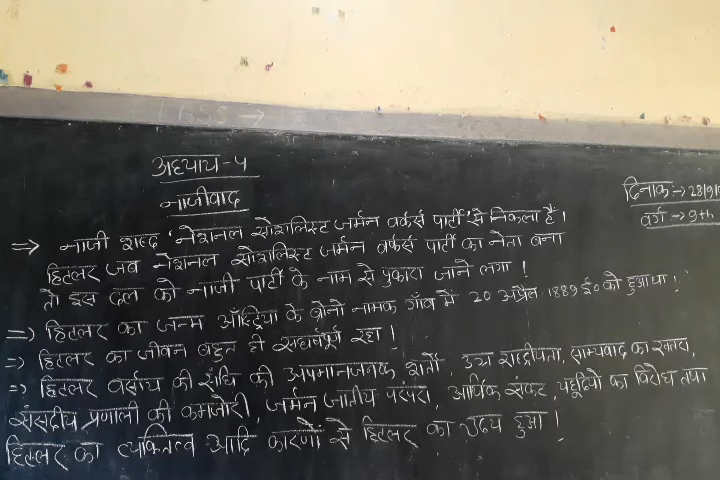 अध्याय-५
नाजीवाद
दिनांक→28/9/
वर्ग→9th
⇒ नाजी शब्द 'नेशनल सोशलिस्ट जर्मन वर्कर्स पार्टी' से निकला है।
हिटलर जब नेशनल सोशलिस्ट जर्मन वर्कर्स पार्टी का नेता बना
तो इस दल को नाजी पार्टी के नाम से पुकारा जाने लगा!
⇒ हिटलर का जन्म ऑस्ट्रिया के ब्रोनो नामक गाँव में 20 अप्रैल 1889 ई० को हुआ था!
⇒ हिटलर का जीवन बहुत ही संघर्षपूर्ण रहा!
⇒ हिटलर वर्साय की संधि की अपमानजनक शर्तों, उग्र राष्ट्रीयता, साम्यवाद का खतरा,
संसदीय प्रणाली की कमजोरी, जर्मन जातीय परंपरा, आर्थिक संकट, यहूदियों का विरोध तथा
हिटलर का व्यक्तित्व आदि कारणों से हिटलर का उदय हुआ!